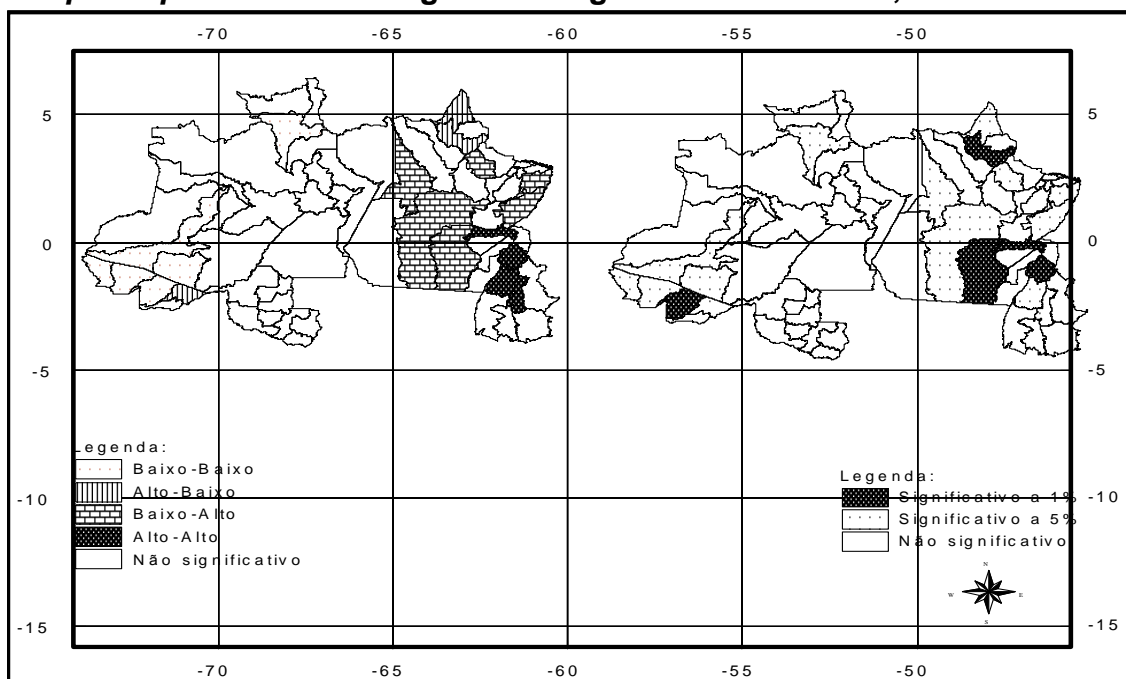 -70 -65 -60 -55 -50
5 5
0 0
-5 -5
Legenda:
Baixo-Baixo
Alto-Baixo
Baixo-Alto
Alto-Alto
Não significativo
Legenda:
Significativo a 1%
Significativo a 5%
Não significativo
-10 -10
N
W E
S
-15 -15
-70 -65 -60 -55 -50